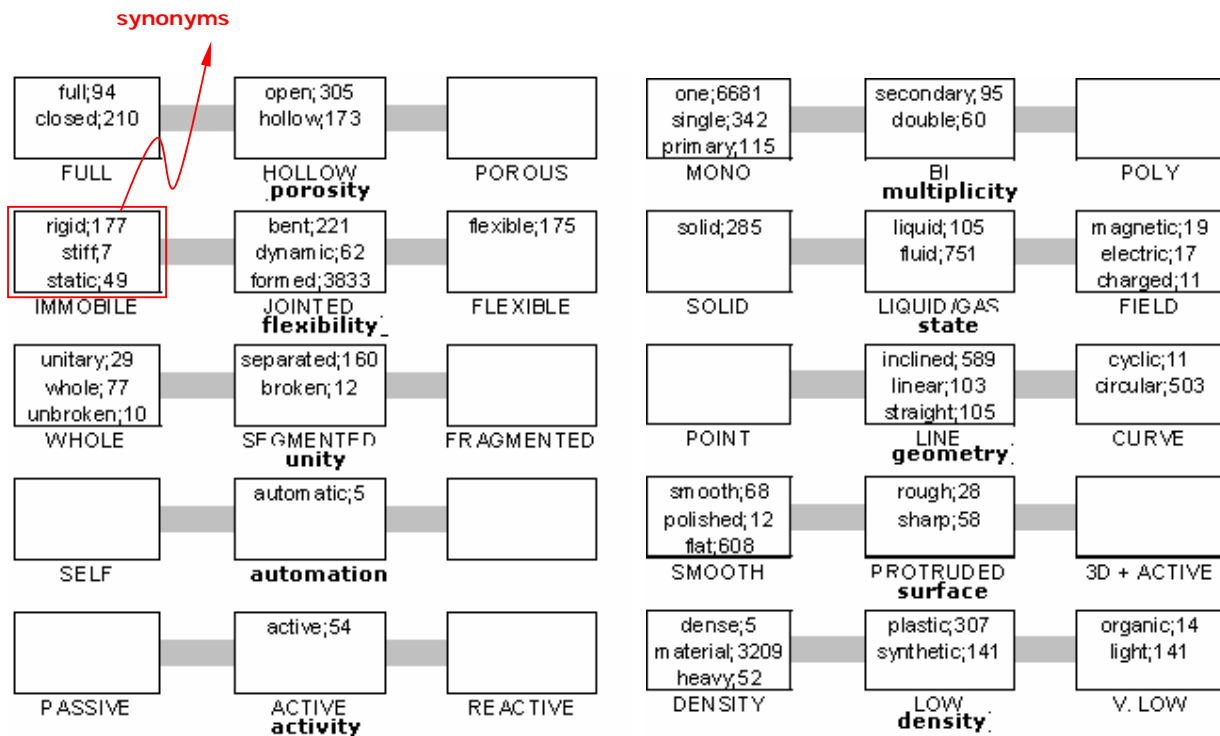 synonyms
full;94
closed;210
FULL
open;305
hollow;173
HOLLOW
POROUS
porosity
one;6681
single;342
primary;115
MONO
secondary;95
double;60
BI
POLY
multiplicity
rigid;177
stiff;7
static;49
IMMOBILE
bent;221
dynamic;62
formed;3833
JOINTED
flexible;175
FLEXIBLE
flexibility
solid;285
SOLID
liquid;105
fluid;751
LIQUID/GAS
magnetic;19
electric;17
charged;11
FIELD
state
unitary;29
whole;77
unbroken;10
WHOLE
separated;160
broken;12
SEGMENTED
FRAGMENTED
unity
POINT
inclined;589
linear;103
straight;105
LINE
cyclic;11
circular;503
CURVE
geometry
SELF
automatic;5
automation
smooth;68
polished;12
flat;608
SMOOTH
rough;28
sharp;58
PROTRUDED
3D + ACTIVE
surface
PASSIVE
active;54
ACTIVE
REACTIVE
activity
dense;5
material;3209
heavy;52
DENSITY
plastic;307
synthetic;141
LOW
organic;14
light;141
V. LOW
density